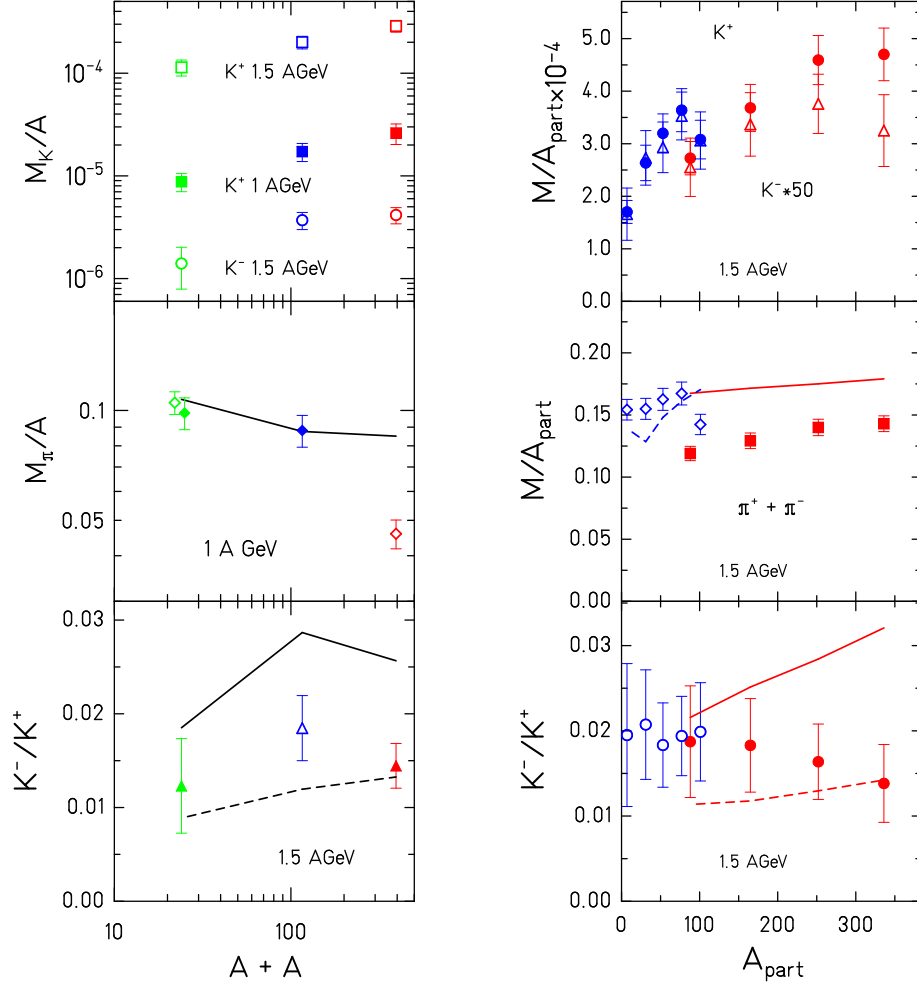 M_K/A
10⁻⁴
10⁻⁵
10⁻⁶
K⁺ 1.5 AGeV
K⁺ 1 AGeV
K⁻ 1.5 AGeV
M_π/A
0.1
0.05
1 A GeV
K⁻/K⁺
0.03
0.02
0.01
0.00
1.5 AGeV
10
100
A + A
M/A_part×10⁻⁴
5.0
4.0
3.0
2.0
1.0
0.0
K⁺
K⁻*50
1.5 AGeV
M/A_part
0.20
0.15
0.10
0.05
0.00
π⁺ + π⁻
1.5 AGeV
K⁻/K⁺
0.03
0.02
0.01
0.00
1.5 AGeV
0
100
200
300
A_part